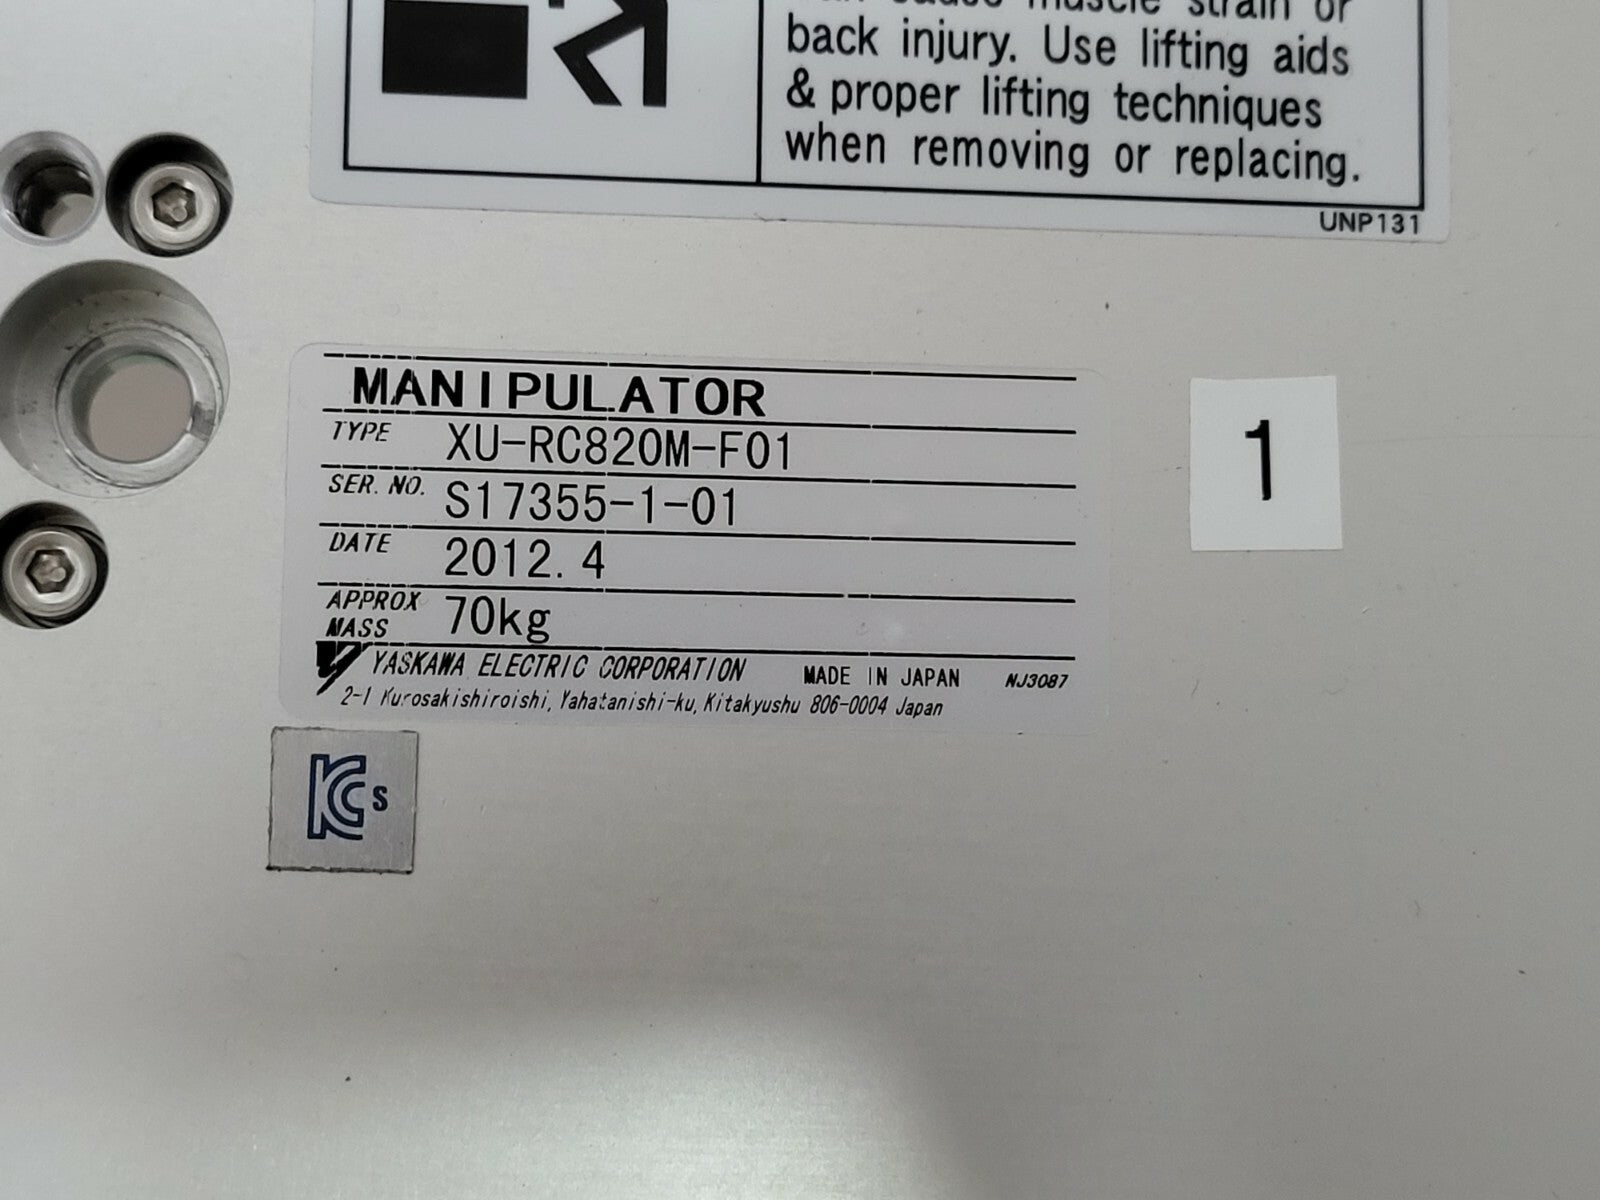 back injury. Use lifting aids
& proper lifting techniques
when removing or replacing.
UNP131
MANIPULATOR
TYPE XU-RC820M-F01
SER. NO. S17355-1-01
DATE 2012. 4
APPROX MASS 70kg
YASKAWA ELECTRIC CORPORATION MADE IN JAPAN NJ3087
2-1 Kurosakishiroishi, Yahatanishi-ku, Kitakyushu 806-0004 Japan
1
KCs